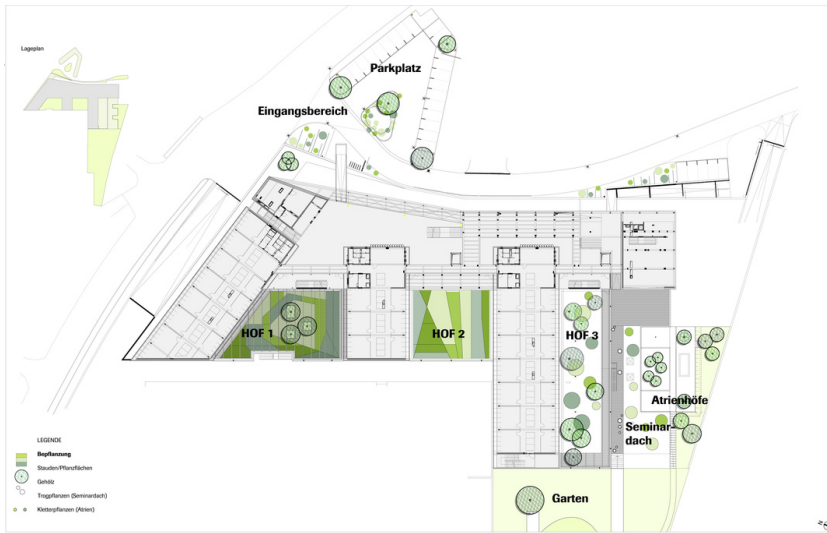 Lageplan
Parkplatz
Eingangsbereich
HOF 1
HOF 2
HOF 3
Atrienhöfe
Seminar-
dach
Garten
LEGENDE
Bepflanzung
Stauden/Pflanzflächen
Gehölz
Trogpflanzen (Seminardach)
Kletterpflanzen (Atrien)
N